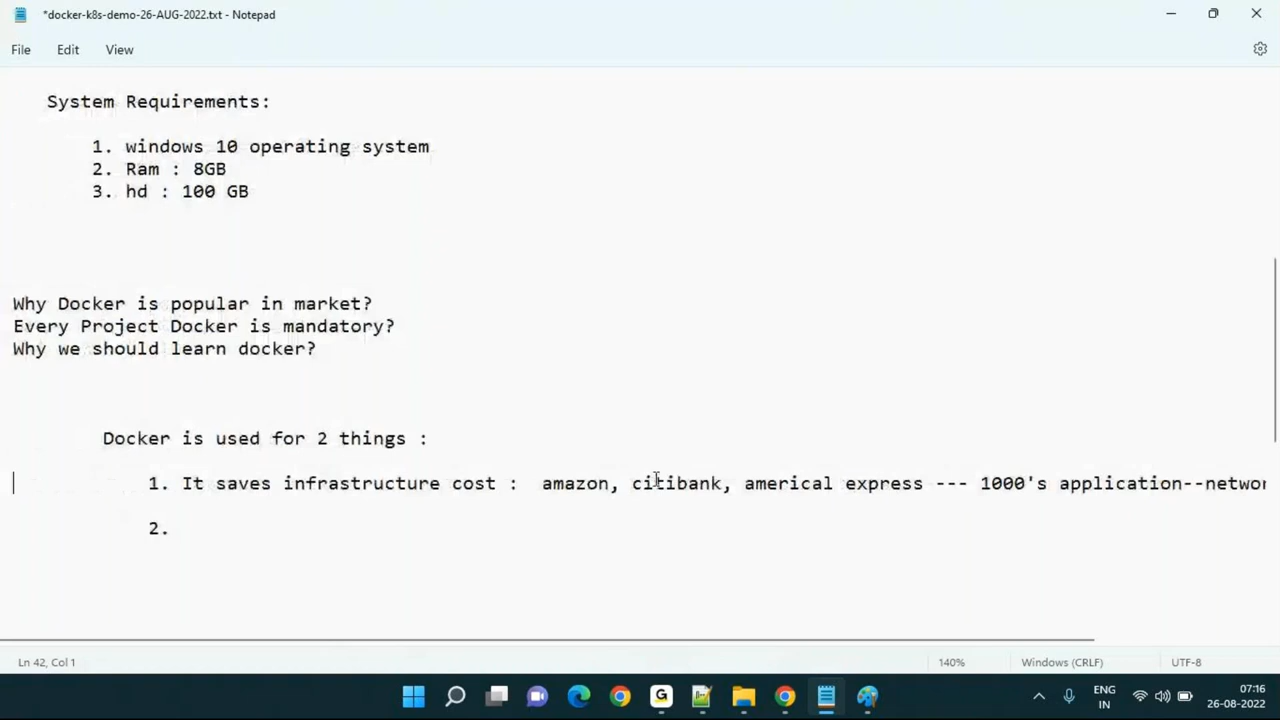 *docker-k8s-demo-26-AUG-2022.txt - Notepad
File Edit View
System Requirements:
1. windows 10 operating system
2. Ram : 8GB
3. hd : 100 GB
Why Docker is popular in market?
Every Project Docker is mandatory?
Why we should learn docker?
Docker is used for 2 things :
1. It saves infrastructure cost : amazon, citibank, americal express --- 1000's application--networ
2.
Ln 42, Col 1 140% Windows (CRLF) UTF-8
ENG
IN
07:16
26-08-2022